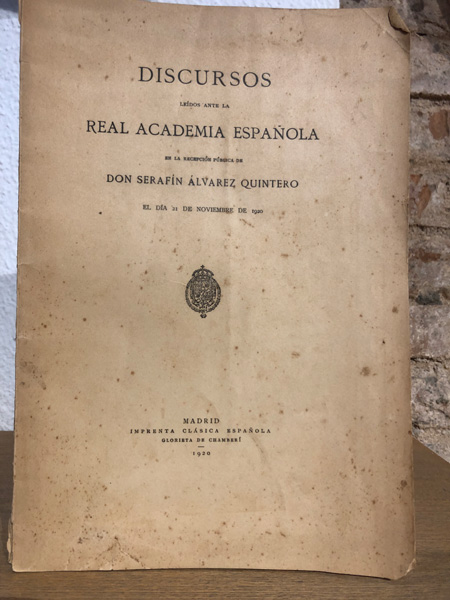 DISCURSOS
LEÍDOS ANTE LA
REAL ACADEMIA ESPAÑOLA
EN LA RECEPCIÓN PÚBLICA DE
DON SERAFÍN ÁLVAREZ QUINTERO
EL DÍA 21 DE NOVIEMBRE DE 1920
MADRID
IMPRENTA CLÁSICA ESPAÑOLA
GLORIETA DE CHAMBERÍ
1920